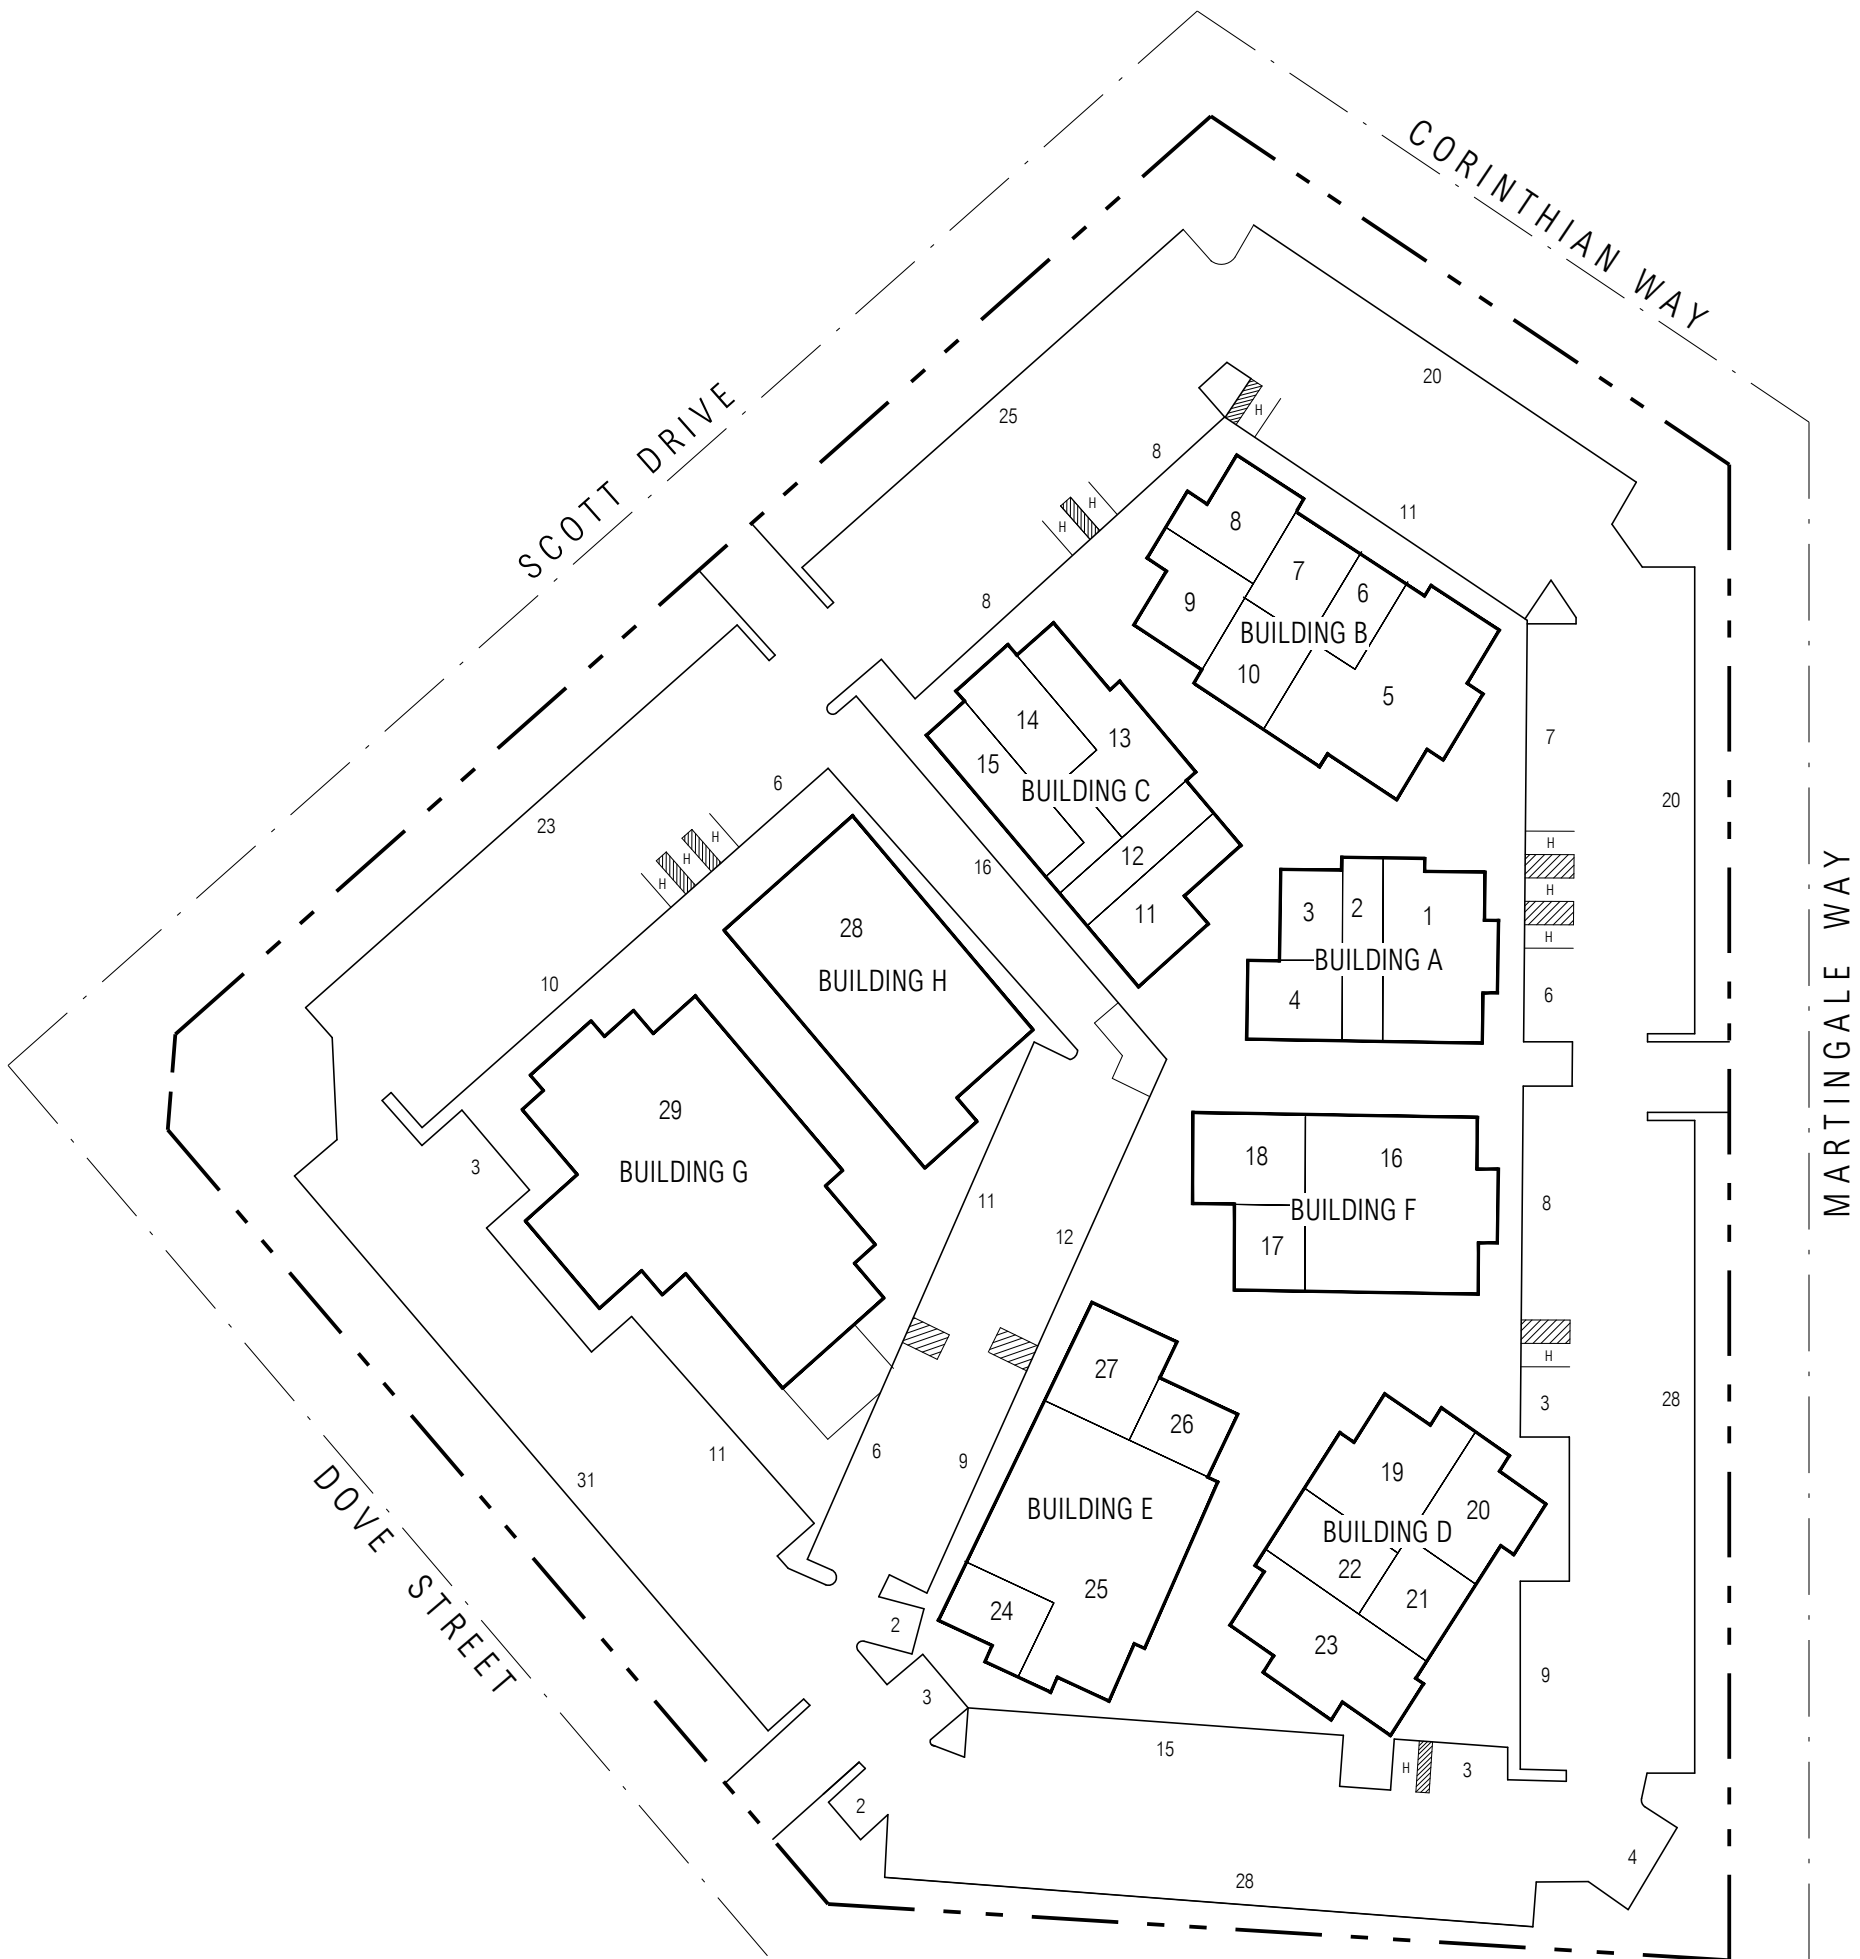 CORINTHIAN WAY
20
25
SCOTT DRIVE
H
8
H
11
H
8
8
7
6
9
8
BUILDING B
10
5
14
13
7
15
6
BUILDING C
20
23
H
H
H
H
12
16
H
3
2
1
11
28
H
BUILDING A
BUILDING H
10
4
6
MARTINGALE WAY
29
18
16
3
BUILDING G
11
8
BUILDING F
12
17
H
27
28
3
26
11
6
9
19
31
20
DOVE STREET
BUILDING E
BUILDING D
22
25
21
24
2
23
9
3
15
H
3
2
4
28